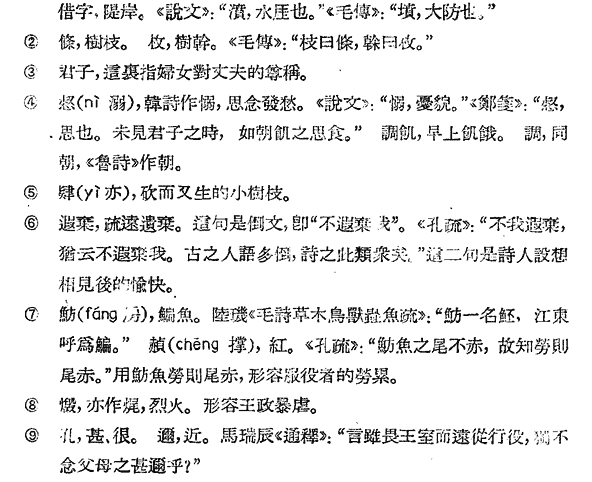 借字，隄岸。《說文》：“濆，水厓也。”《毛傳》：“墳，大防也。”
② 條，樹枝。 枚，樹幹。《毛傳》：“枝曰條，榦曰枚。”
③ 君子，這裏指婦女對丈夫的尊稱。
④ 惄(nì 溺)，韓詩作愵，思念發愁。《說文》：“愵，憂貌。”《鄭箋》：“惄，
思也。未見君子之時， 如朝飢之思食。” 調飢，早上飢餓。 調，同
朝，《魯詩》作朝。
⑤ 肄(yì 亦)，砍而又生的小樹枝。
⑥ 遐棄，疏遠遺棄。這句是倒文，卽“不遐棄我”。《孔疏》：“不我遐棄，
猶云不遐棄我。古之人語多倒，詩之此類衆矣。”這二句是詩人設想
相見後的愉快。
⑦ 魴(fáng 房)，鯿魚。陸璣《毛詩草木鳥獸蟲魚疏》：“魴一名魾， 江東
呼爲鯿。” 赬(chēng 撑)，紅。《孔疏》：“魴魚之尾不赤，故知勞則
尾赤。”用魴魚勞則尾赤，形容服役者的勞累。
⑧ 燬，亦作烜，烈火。形容王政暴虐。
⑨ 孔，甚、很。 邇，近。馬瑞辰《通釋》：“言雖畏王室而遠從行役，獨不
念父母之甚邇乎？”